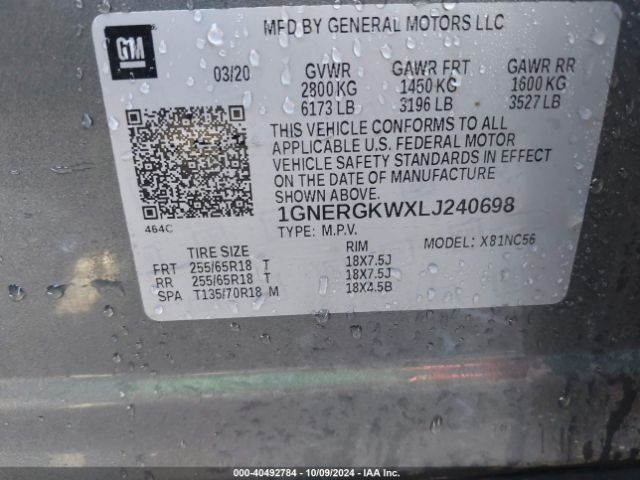 MFD BY GENERAL MOTORS LLC
GM
03/20 GVWR GAWR FRT GAWR RR
2800 KG 1450 KG 1600 KG
6173 LB 3196 LB 3527 LB
THIS VEHICLE CONFORMS TO ALL
APPLICABLE U.S. FEDERAL MOTOR
VEHICLE SAFETY STANDARDS IN EFFECT
ON THE DATE OF MANUFACTURE
SHOWN ABOVE.
1GNERGKWXLJ240698
464C
TYPE: M.P.V. MODEL: X81NC56
TIRE SIZE RIM
FRT 255/65R18 T 18X7.5J
RR 255/65R18 T 18X7.5J
SPA T135/70R18 M 18X4.5B
000-40492784 - 10/09/2024 - IAA Inc.